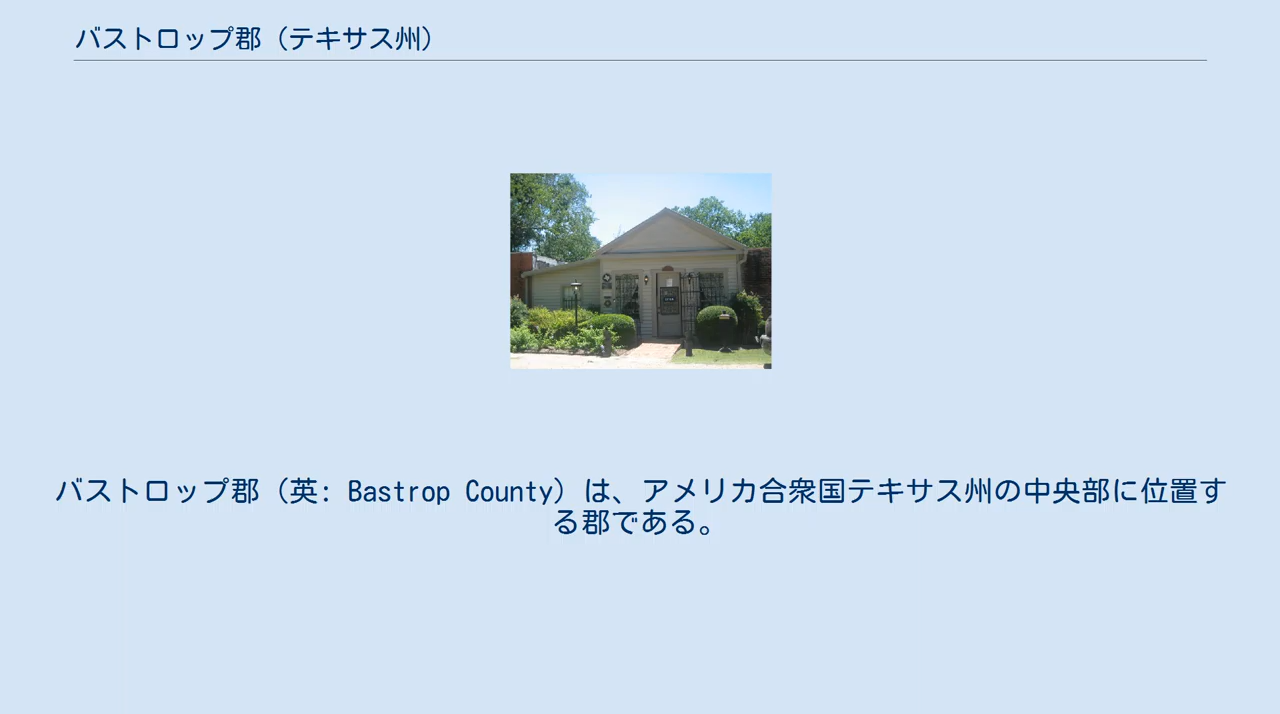 バストロップ郡（テキサス州）
バストロップ郡（英: Bastrop County）は、アメリカ合衆国テキサス州の中央部に位置す
る郡である。